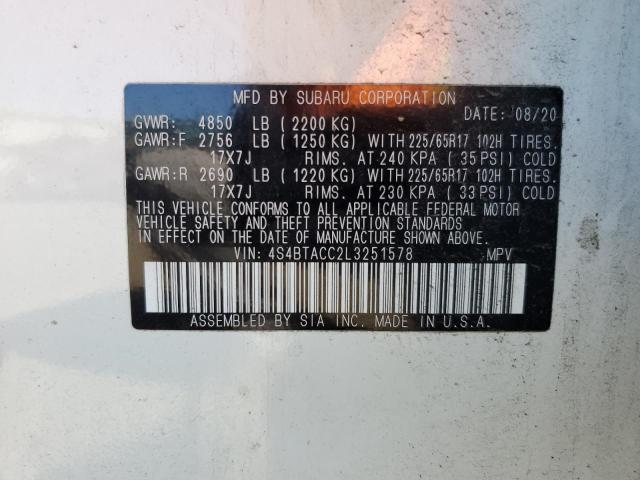 MFD BY SUBARU CORPORATION
DATE: 08/20
GVWR: 4850 LB (2200 KG)
GAWR:F 2756 LB (1250 KG) WITH 225/65R17 102H TIRES.
17X7J RIMS. AT 240 KPA (35 PSI) COLD
GAWR:R 2690 LB (1220 KG) WITH 225/65R17 102H TIRES.
17X7J RIMS. AT 230 KPA (33 PSI) COLD
THIS VEHICLE CONFORMS TO ALL APPLICABLE FEDERAL MOTOR
VEHICLE SAFETY AND THEFT PREVENTION STANDARDS
IN EFFECT ON THE DATE OF MANUFACTURE SHOWN ABOVE.
VIN: 4S4BTACC2L3251578 MPV
ASSEMBLED BY SIA INC. MADE IN U.S.A.